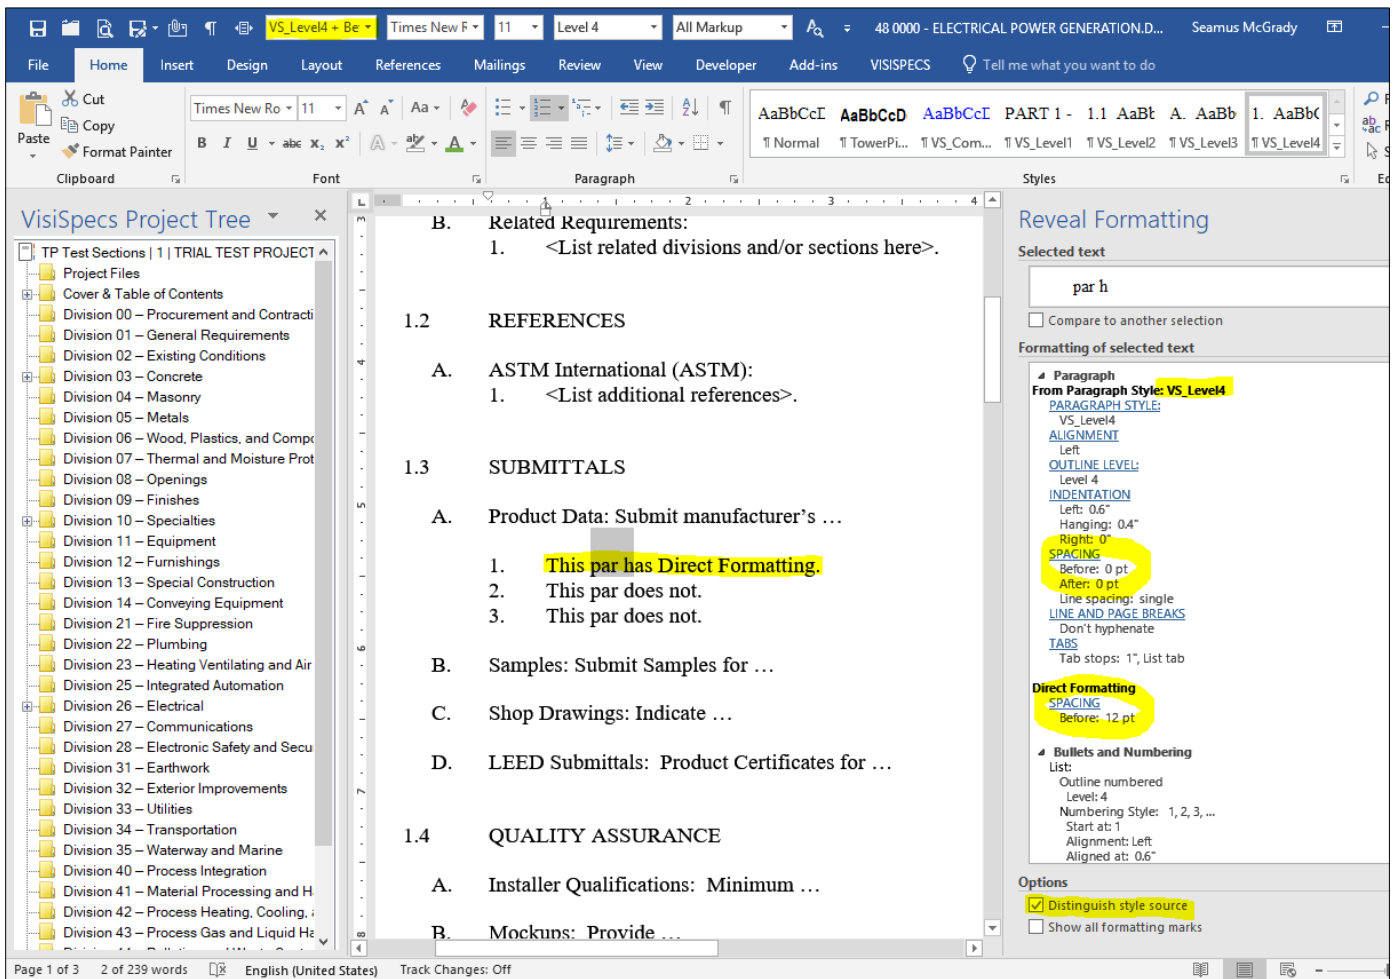 VS_Level4 + Be
Times New R
11
Level 4
All Markup
48 0000 - ELECTRICAL POWER GENERATION.D...
Seamus McGrady
File
Home
Insert
Design
Layout
References
Mailings
Review
View
Developer
Add-ins
VISISPECS
Tell me what you want to do
Paste
Cut
Copy
Format Painter
Clipboard
Times New Ro
11
Aa
B I U abc X₂ X²
Font
Paragraph
AaBbCcD AaBbCcD AaBbCcD PART 1 - 1.1 AaBb A. AaBb 1. AaBb(
¶ Normal ¶ TowerPi... ¶ VS_Com... ¶ VS_Level1 ¶ VS_Level2 ¶ VS_Level3 ¶ VS_Level4
Styles
VisiSpecs Project Tree
TP Test Sections | 1 | TRIAL TEST PROJECT
Project Files
Cover & Table of Contents
Division 00 – Procurement and Contracti
Division 01 – General Requirements
Division 02 – Existing Conditions
Division 03 – Concrete
Division 04 – Masonry
Division 05 – Metals
Division 06 – Wood, Plastics, and Compo
Division 07 – Thermal and Moisture Prot
Division 08 – Openings
Division 09 – Finishes
Division 10 – Specialties
Division 11 – Equipment
Division 12 – Furnishings
Division 13 – Special Construction
Division 14 – Conveying Equipment
Division 21 – Fire Suppression
Division 22 – Plumbing
Division 23 – Heating Ventilating and Air
Division 25 – Integrated Automation
Division 26 – Electrical
Division 27 – Communications
Division 28 – Electronic Safety and Secu
Division 31 – Earthwork
Division 32 – Exterior Improvements
Division 33 – Utilities
Division 34 – Transportation
Division 35 – Waterway and Marine
Division 40 – Process Integration
Division 41 – Material Processing and H
Division 42 – Process Heating, Cooling,
Division 43 – Process Gas and Liquid Ha
B. Related Requirements:
1. <List related divisions and/or sections here>.
1.2 REFERENCES
A. ASTM International (ASTM):
1. <List additional references>.
1.3 SUBMITTALS
A. Product Data: Submit manufacturer’s …
1. This par has Direct Formatting.
2. This par does not.
3. This par does not.
B. Samples: Submit Samples for …
C. Shop Drawings: Indicate …
D. LEED Submittals: Product Certificates for …
1.4 QUALITY ASSURANCE
A. Installer Qualifications: Minimum …
B. Mockups: Provide …
Reveal Formatting
Selected text
par h
Compare to another selection
Formatting of selected text
Paragraph
From Paragraph Style: VS_Level4
PARAGRAPH STYLE:
VS_Level4
ALIGNMENT
Left
OUTLINE LEVEL:
Level 4
INDENTATION
Left: 0.6"
Hanging: 0.4"
Right: 0"
SPACING
Before: 0 pt
After: 0 pt
Line spacing: single
LINE AND PAGE BREAKS
Don't hyphenate
TABS
Tab stops: 1", List tab
Direct Formatting
SPACING
Before: 12 pt
Bullets and Numbering
List:
Outline numbered
Level: 4
Numbering Style: 1, 2, 3, ...
Start at: 1
Alignment: Left
Aligned at: 0.6"
Options
Distinguish style source
Show all formatting marks
Page 1 of 3
2 of 239 words
English (United States)
Track Changes: Off